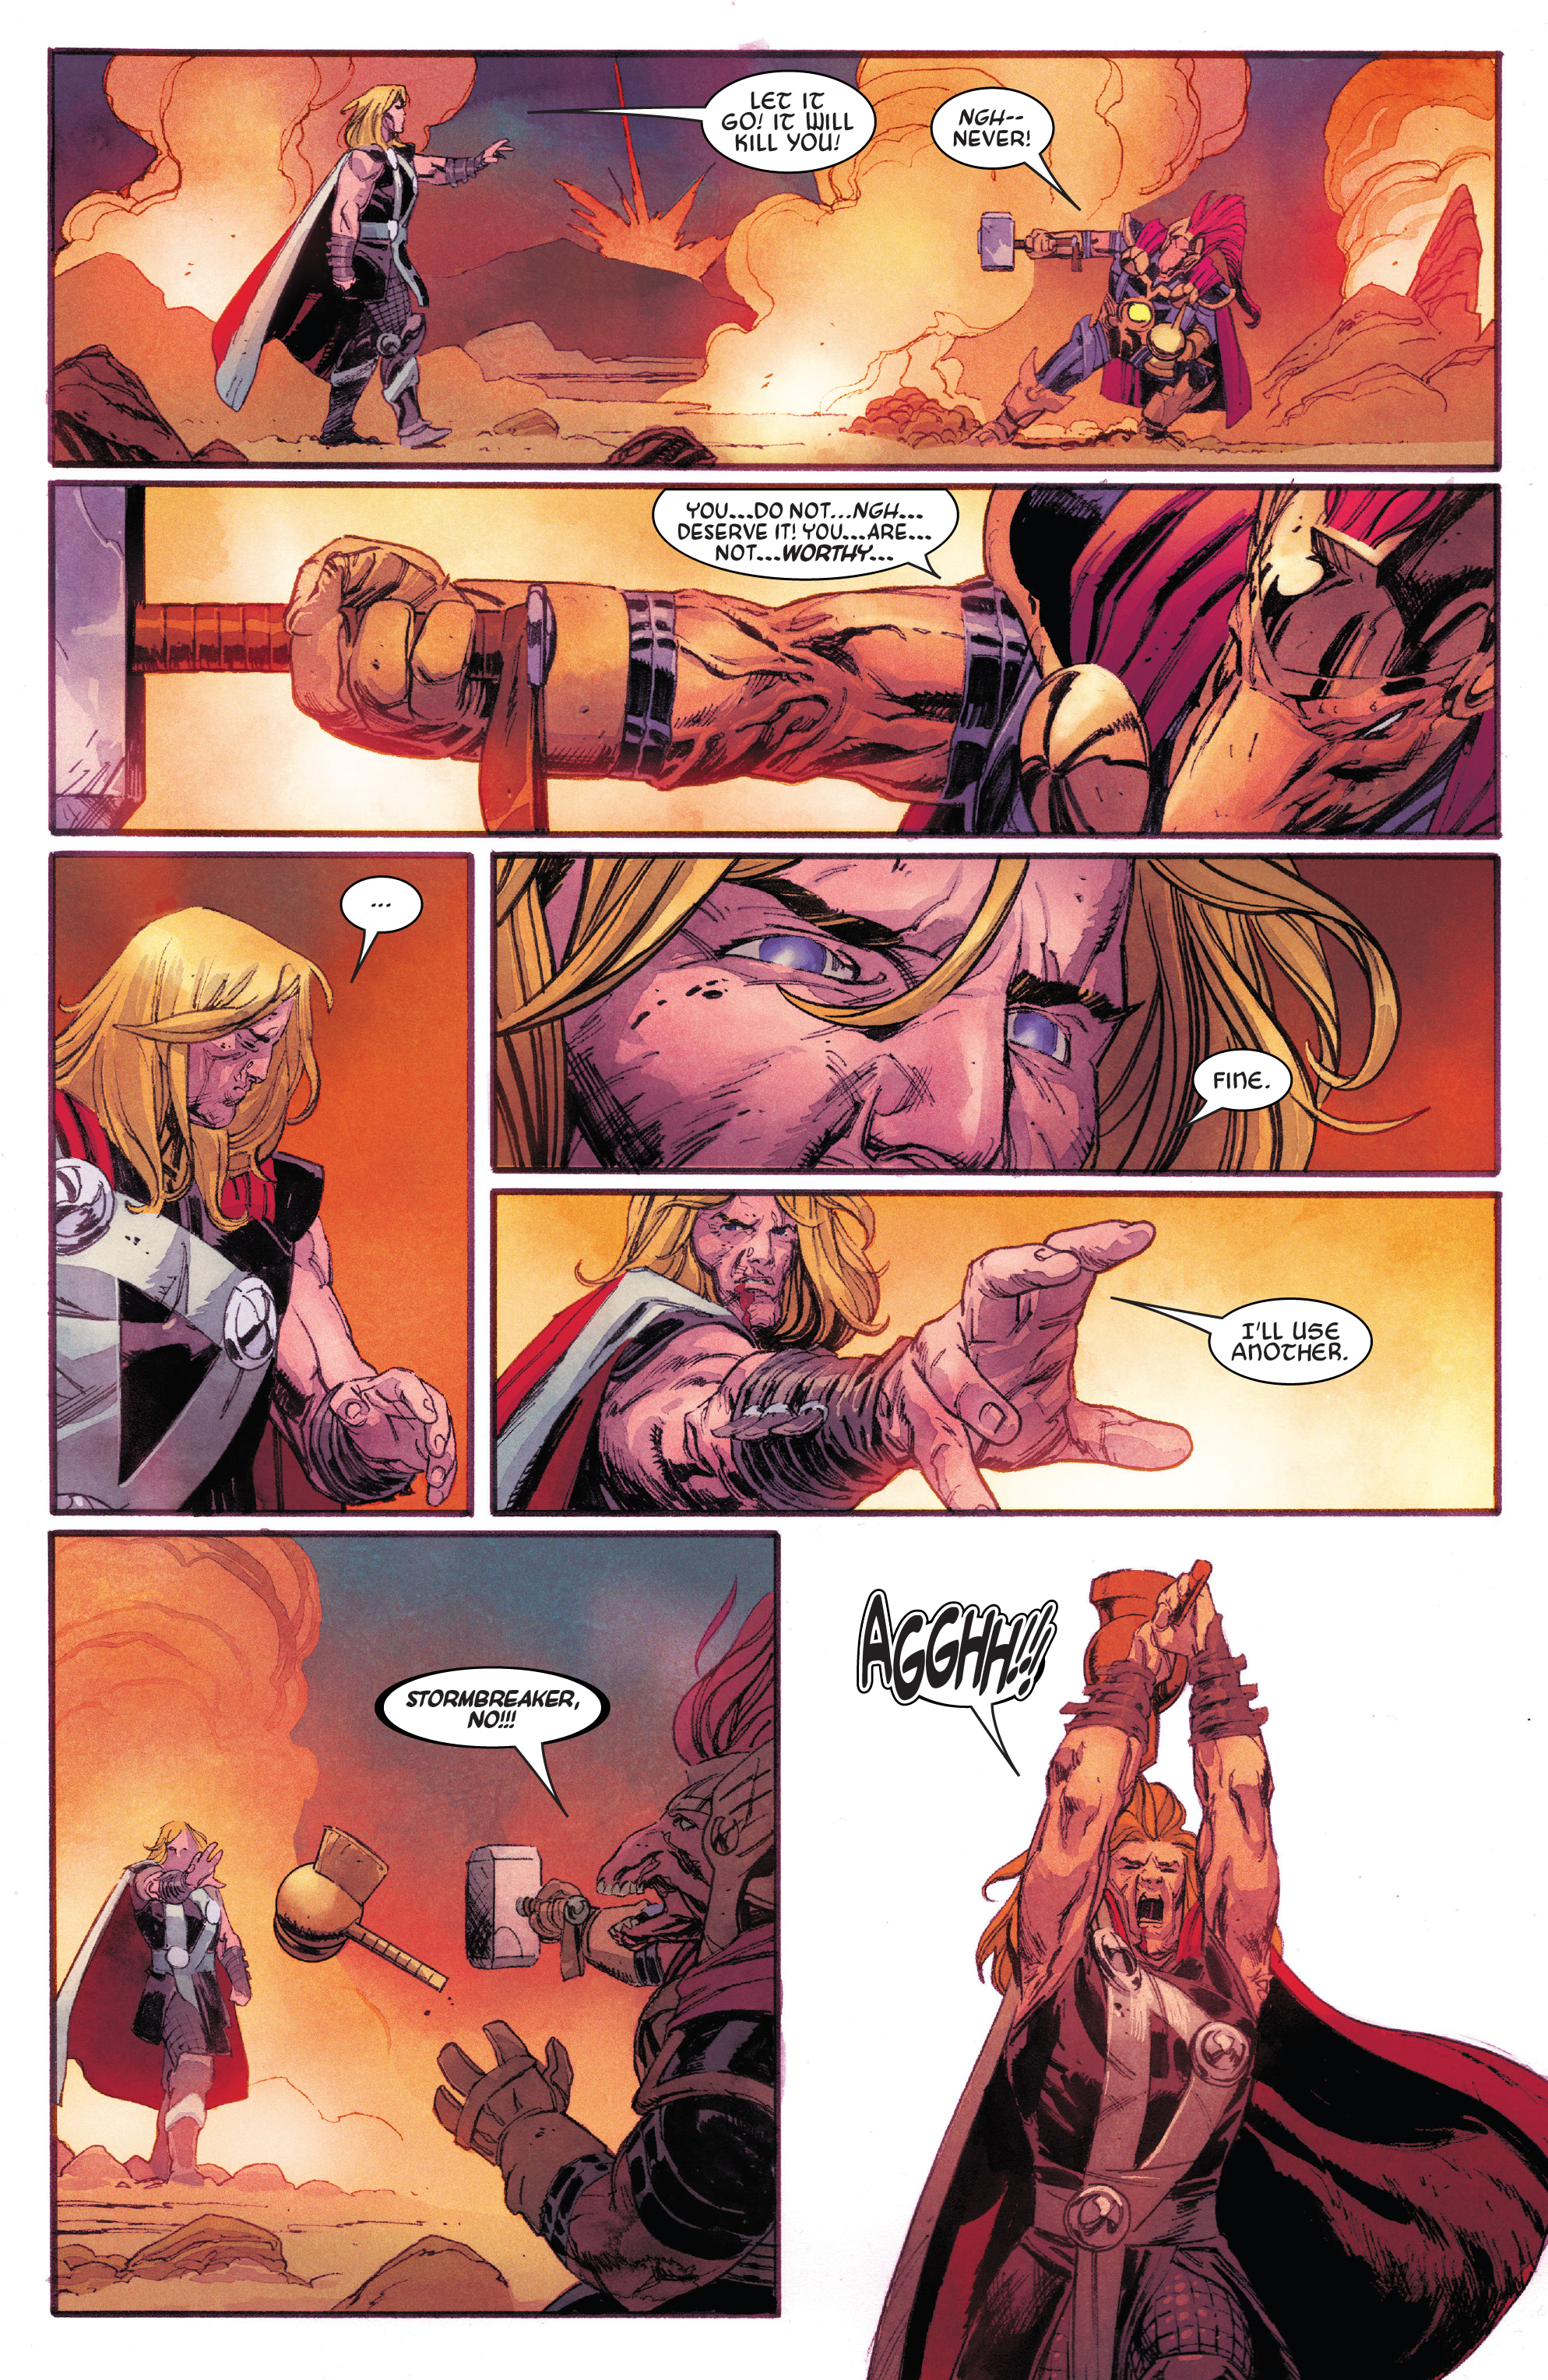 LET IT
GO! IT WILL
KILL YOU!
NGH--
NEVER!
YOU...DO NOT...NGH...
DESERVE IT! YOU...ARE...
NOT...WORTHY...
...
FINE.
I'LL USE
ANOTHER.
STORMBREAKER,
NO!!!
AGGHH!!!